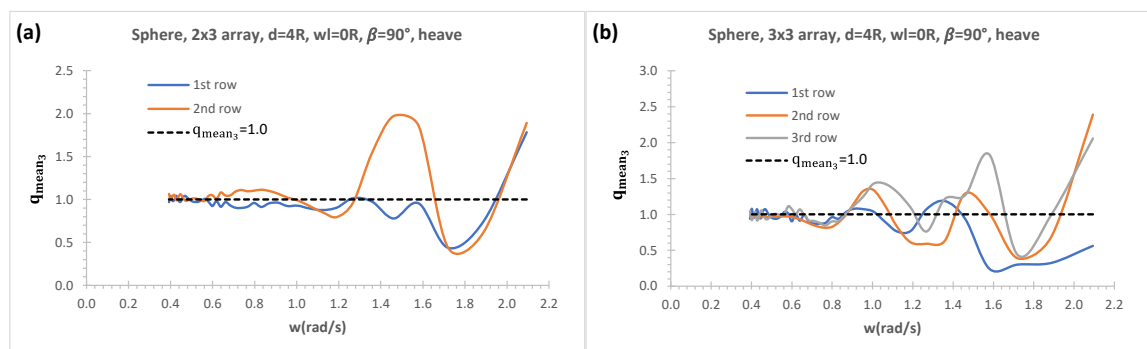 (a)
Sphere, 2x3 array, d=4R, wl=0R, β=90°, heave
2.5
2.0
1.5
1.0
0.5
0.0
q_mean₃
1st row
2nd row
q_mean₃=1.0
0.0 0.2 0.4 0.6 0.8 1.0 1.2 1.4 1.6 1.8 2.0 2.2
w(rad/s)
(b)
Sphere, 3x3 array, d=4R, wl=0R, β=90°, heave
3.0
2.5
2.0
1.5
1.0
0.5
0.0
q_mean₃
1st row
2nd row
3rd row
q_mean₃=1.0
0.0 0.2 0.4 0.6 0.8 1.0 1.2 1.4 1.6 1.8 2.0 2.2
w(rad/s)